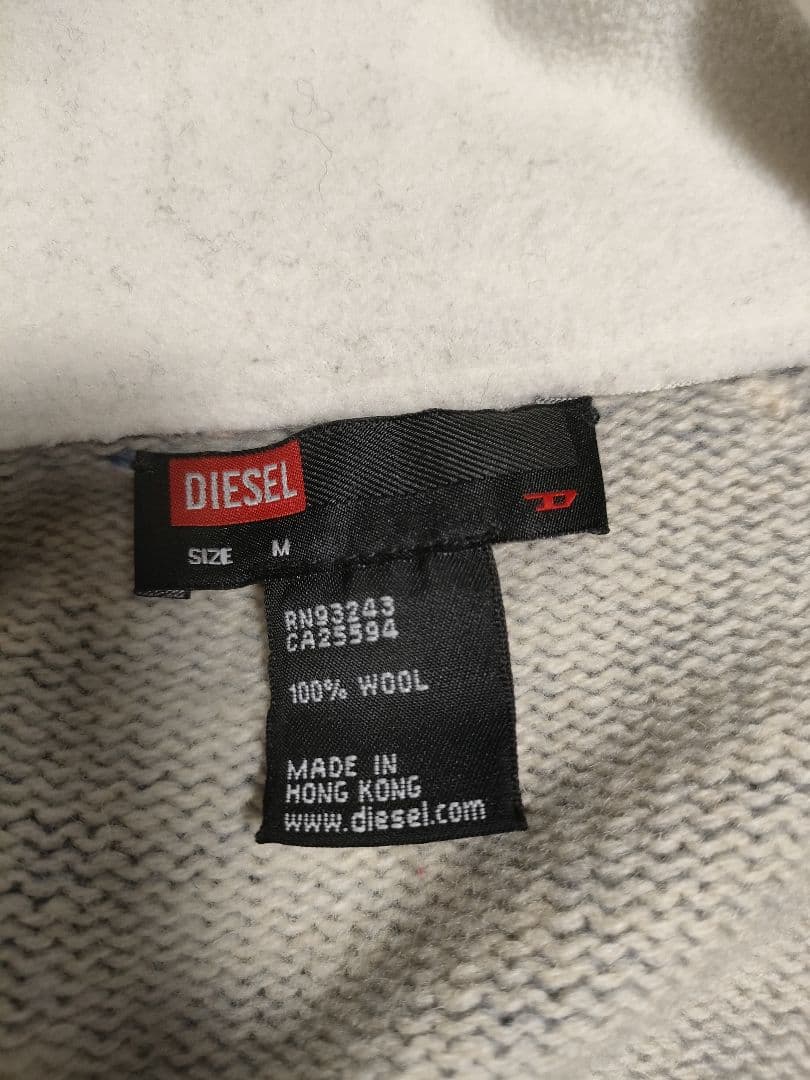 DIESEL
SIZE M
RN93243
CA25594
100% WOOL
MADE IN
HONG KONG
www.diesel.com